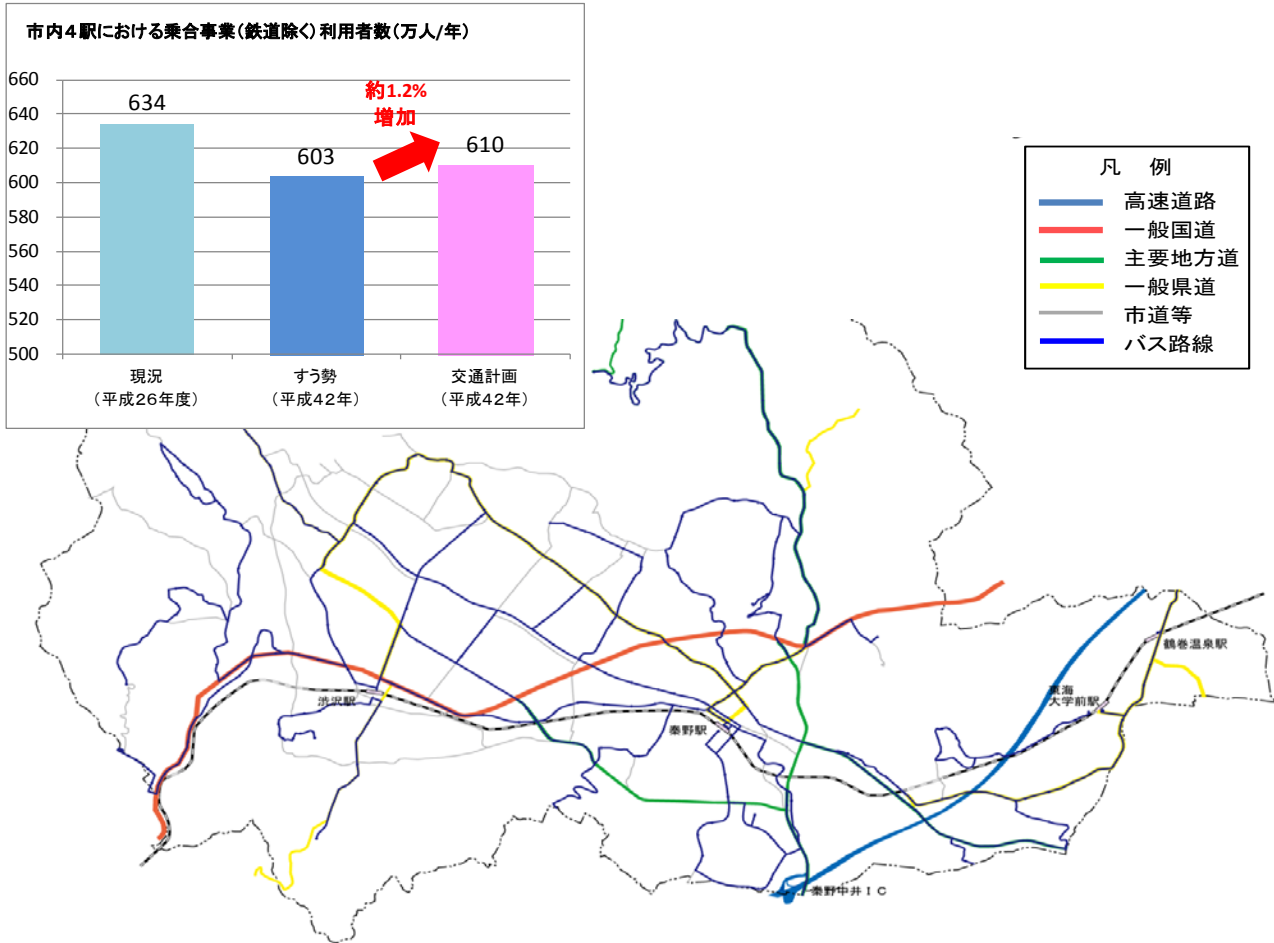 市内4駅における乗合事業(鉄道除く)利用者数(万人/年)
660
640
620
600
580
560
540
520
500
634
603
610
約1.2%
増加
現況
(平成26年度)
すう勢
(平成42年)
交通計画
(平成42年)
凡 例
高速道路
一般国道
主要地方道
一般県道
市道等
バス路線
鶴巻温泉駅
東海
大学前駅
渋沢駅
秦野駅
秦野中井IC